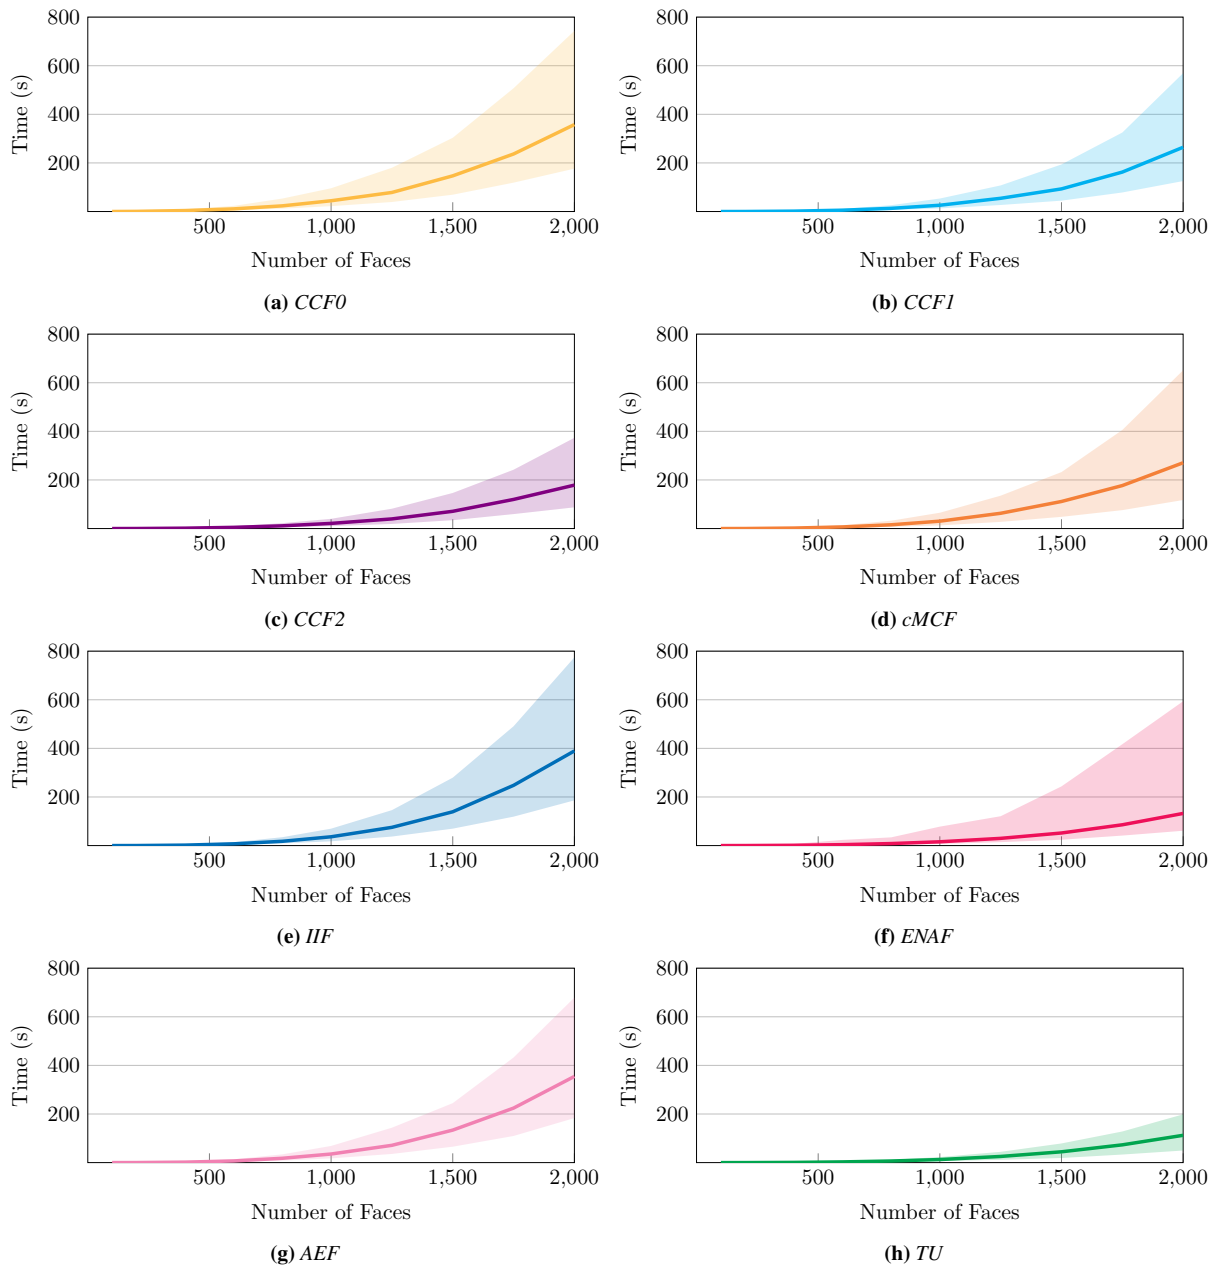 800
600
400
200
Time (s)
500 1,000 1,500 2,000
Number of Faces
(a) CCF0
800
600
400
200
Time (s)
500 1,000 1,500 2,000
Number of Faces
(b) CCF1
800
600
400
200
Time (s)
500 1,000 1,500 2,000
Number of Faces
(c) CCF2
800
600
400
200
Time (s)
500 1,000 1,500 2,000
Number of Faces
(d) cMCF
800
600
400
200
Time (s)
500 1,000 1,500 2,000
Number of Faces
(e) IIF
800
600
400
200
Time (s)
500 1,000 1,500 2,000
Number of Faces
(f) ENAF
800
600
400
200
Time (s)
500 1,000 1,500 2,000
Number of Faces
(g) AEF
800
600
400
200
Time (s)
500 1,000 1,500 2,000
Number of Faces
(h) TU